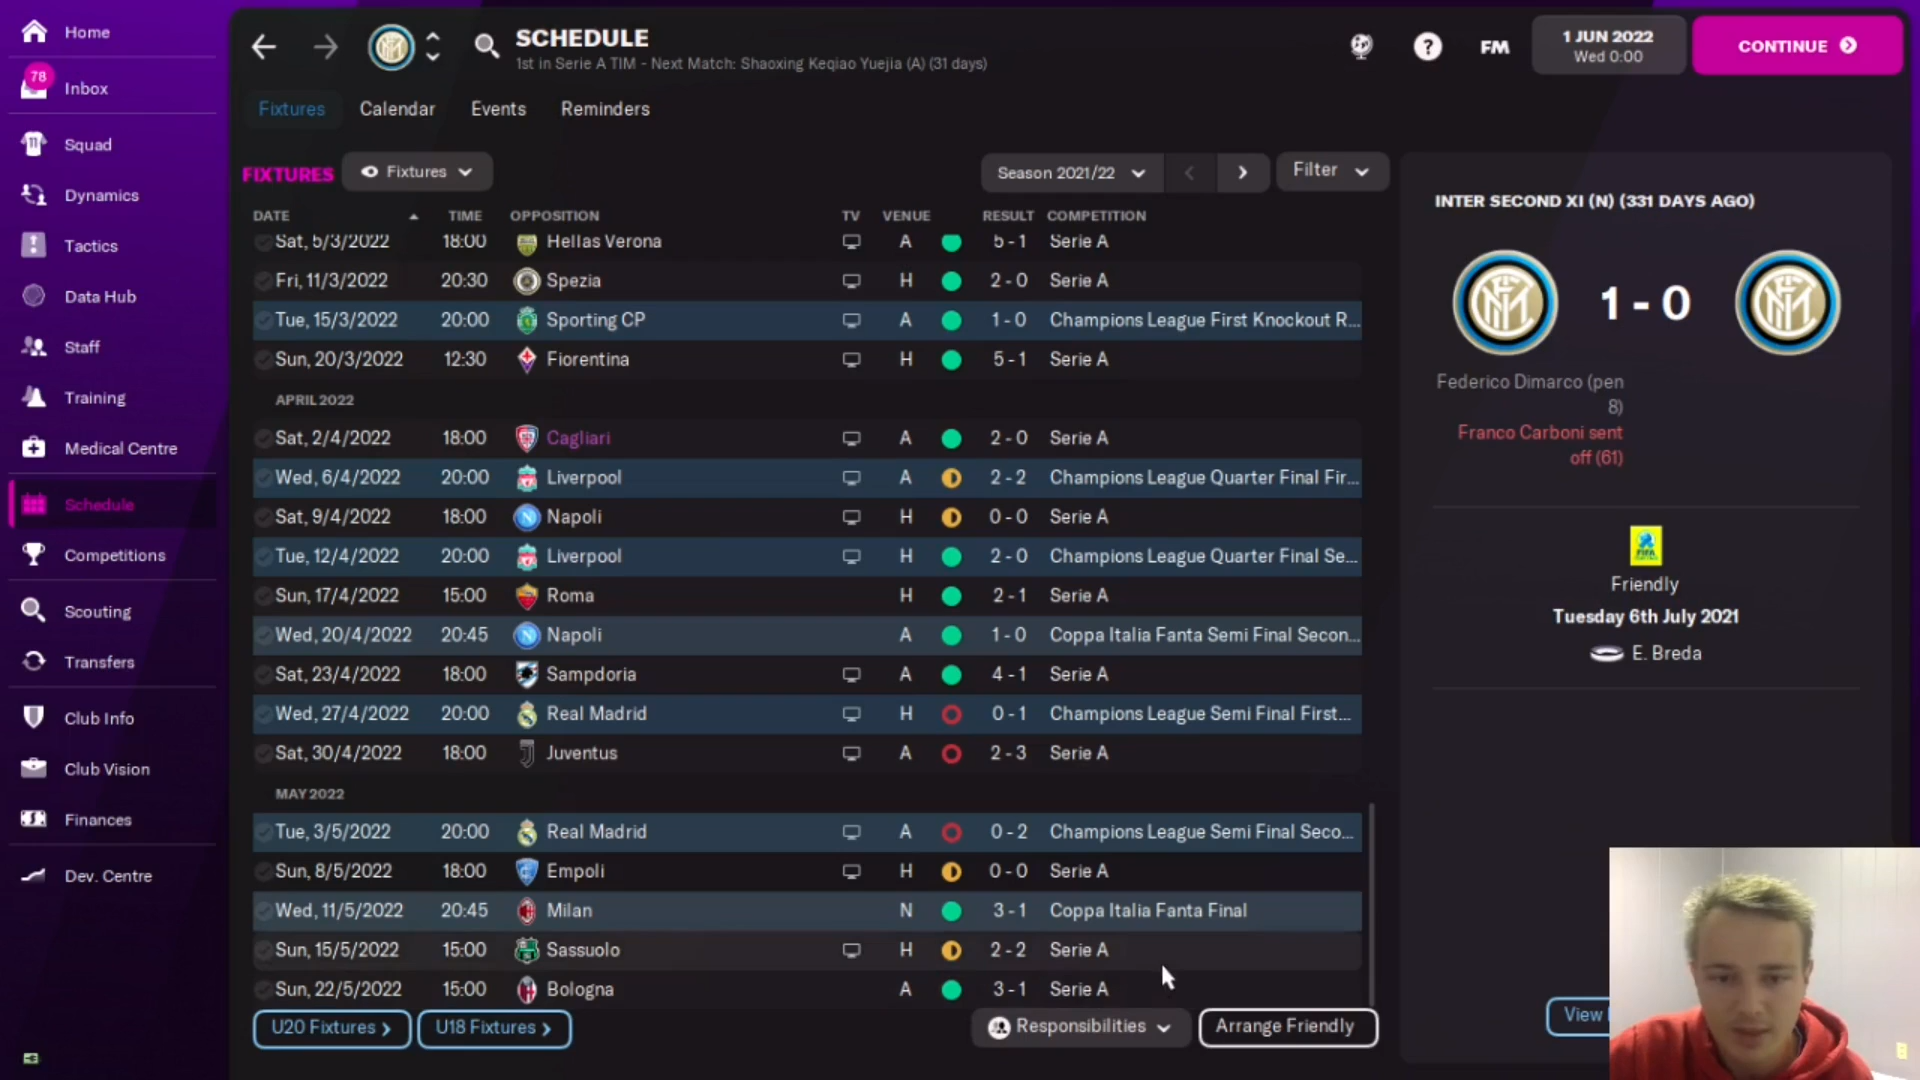 Home
78
Inbox
Squad
Dynamics
Tactics
Data Hub
Staff
Training
Medical Centre
Schedule
Competitions
Scouting
Transfers
Club Info
Club Vision
Finances
Dev. Centre
SCHEDULE
1st in Serie A TIM - Next Match: Shaoxing Keqiao Yuejia (A) (31 days)
FM
1 JUN 2022
Wed 0:00
CONTINUE
Fixtures Calendar Events Reminders
FIXTURES Fixtures Season 2021/22 Filter
DATE TIME OPPOSITION TV VENUE RESULT COMPETITION
Sat, 5/3/2022 18:00 Hellas Verona A 5 - 1 Serie A
Fri, 11/3/2022 20:30 Spezia H 2 - 0 Serie A
Tue, 15/3/2022 20:00 Sporting CP A 1 - 0 Champions League First Knockout R...
Sun, 20/3/2022 12:30 Fiorentina H 5 - 1 Serie A
APRIL 2022
Sat, 2/4/2022 18:00 Cagliari A 2 - 0 Serie A
Wed, 6/4/2022 20:00 Liverpool A 2 - 2 Champions League Quarter Final Fir...
Sat, 9/4/2022 18:00 Napoli H 0 - 0 Serie A
Tue, 12/4/2022 20:00 Liverpool H 2 - 0 Champions League Quarter Final Se...
Sun, 17/4/2022 15:00 Roma H 2 - 1 Serie A
Wed, 20/4/2022 20:45 Napoli A 1 - 0 Coppa Italia Fanta Semi Final Secon...
Sat, 23/4/2022 18:00 Sampdoria A 4 - 1 Serie A
Wed, 27/4/2022 20:00 Real Madrid H 0 - 1 Champions League Semi Final First...
Sat, 30/4/2022 18:00 Juventus A 2 - 3 Serie A
MAY 2022
Tue, 3/5/2022 20:00 Real Madrid A 0 - 2 Champions League Semi Final Seco...
Sun, 8/5/2022 18:00 Empoli H 0 - 0 Serie A
Wed, 11/5/2022 20:45 Milan N 3 - 1 Coppa Italia Fanta Final
Sun, 15/5/2022 15:00 Sassuolo H 2 - 2 Serie A
Sun, 22/5/2022 15:00 Bologna A 3 - 1 Serie A
U20 Fixtures U18 Fixtures Responsibilities Arrange Friendly
INTER SECOND XI (N) (331 DAYS AGO)
1 - 0
Federico Dimarco (pen
8)
Franco Carboni sent
off (61)
FIFA
Friendly
Tuesday 6th July 2021
E. Breda
View